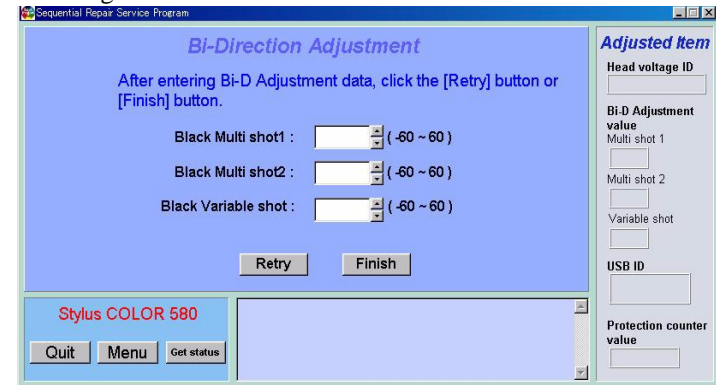 Sequential Repair Service Program
Bi-Direction Adjustment
After entering Bi-D Adjustment data, click the [Retry] button or
[Finish] button.
Black Multi shot1 : ( -60 ~ 60 )
Black Multi shot2 : ( -60 ~ 60 )
Black Variable shot : ( -60 ~ 60 )
Retry Finish
Stylus COLOR 580
Quit Menu Get status
Adjusted Item
Head voltage ID
Bi-D Adjustment
value
Multi shot 1
Multi shot 2
Variable shot
USB ID
Protection counter
value